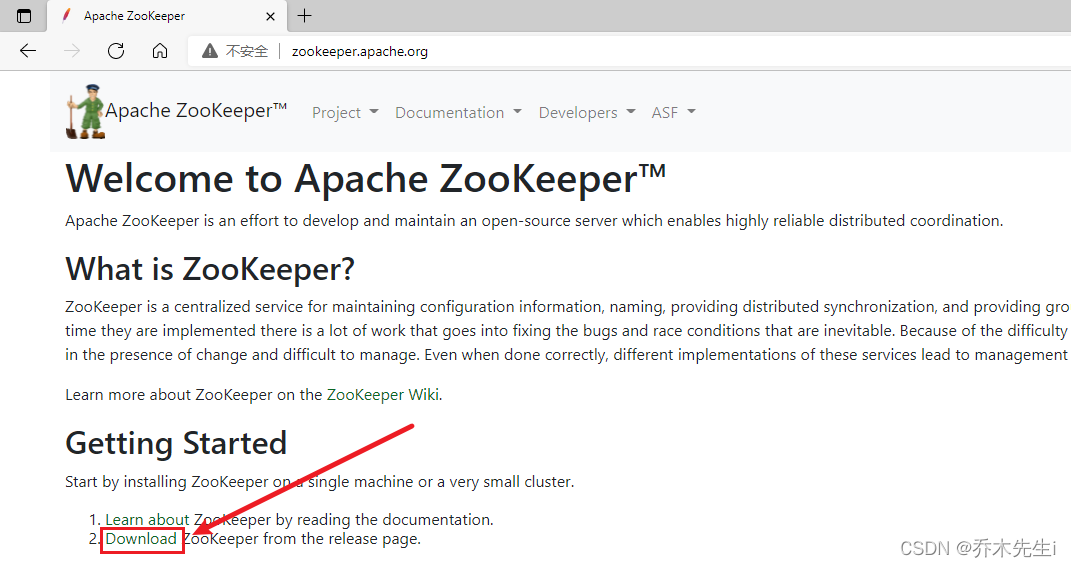 Apache ZooKeeper
不安全 zookeeper.apache.org
Apache ZooKeeper™ Project Documentation Developers ASF
Welcome to Apache ZooKeeper™
Apache ZooKeeper is an effort to develop and maintain an open-source server which enables highly reliable distributed coordination.
What is ZooKeeper?
ZooKeeper is a centralized service for maintaining configuration information, naming, providing distributed synchronization, and providing gro
time they are implemented there is a lot of work that goes into fixing the bugs and race conditions that are inevitable. Because of the difficulty
in the presence of change and difficult to manage. Even when done correctly, different implementations of these services lead to management
Learn more about ZooKeeper on the ZooKeeper Wiki.
Getting Started
Start by installing ZooKeeper on a single machine or a very small cluster.
1. Learn about ZooKeeper by reading the documentation.
2. Download ZooKeeper from the release page.
CSDN @乔木先生i